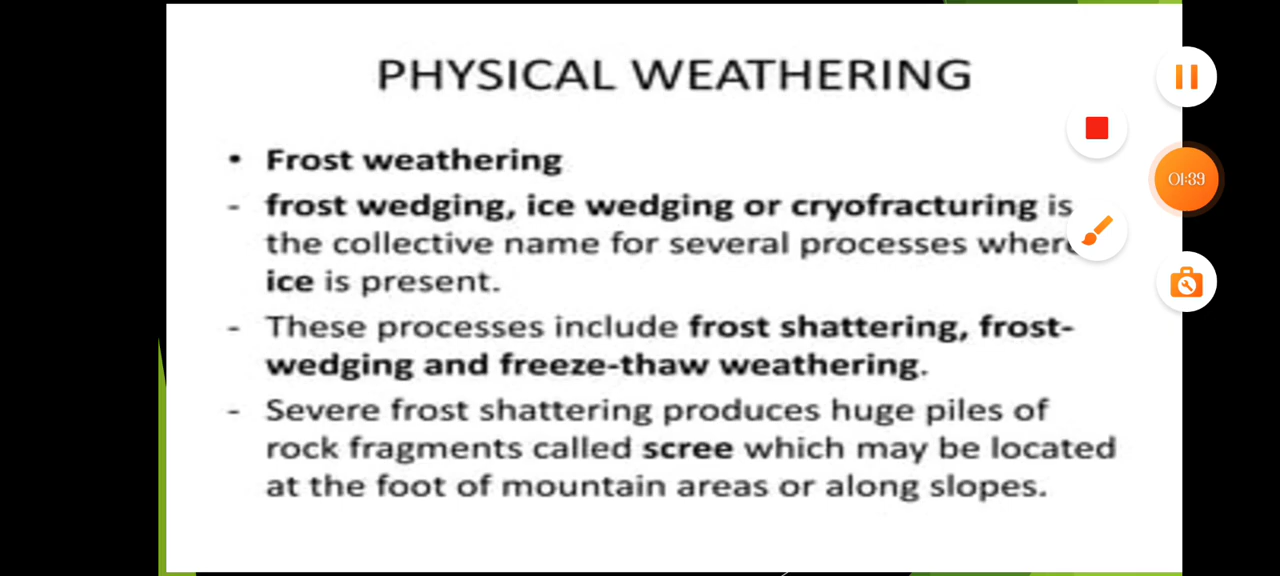 PHYSICAL WEATHERING
• Frost weathering
- frost wedging, ice wedging or cryofracturing is
the collective name for several processes where
ice is present.
- These processes include frost shattering, frost-
wedging and freeze-thaw weathering.
- Severe frost shattering produces huge piles of
rock fragments called scree which may be located
at the foot of mountain areas or along slopes.
01:39